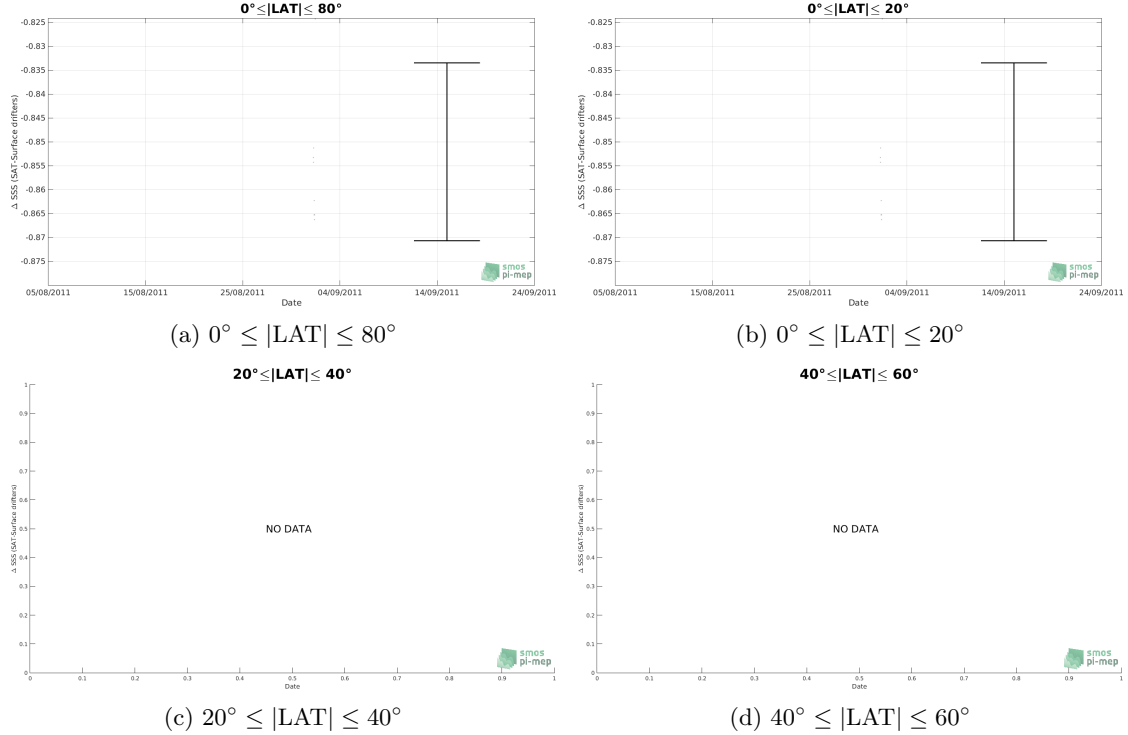 0°≤|LAT|≤ 80°
-0.825
-0.83
-0.835
-0.84
-0.845
-0.85
-0.855
-0.86
-0.865
-0.87
-0.875
Δ SSS (SAT-Surface drifters)
05/08/2011 15/08/2011 25/08/2011 04/09/2011 14/09/2011 24/09/2011
Date
smos
pi-mep
(a) 0° ≤ |LAT| ≤ 80°
0°≤|LAT|≤ 20°
-0.825
-0.83
-0.835
-0.84
-0.845
-0.85
-0.855
-0.86
-0.865
-0.87
-0.875
Δ SSS (SAT-Surface drifters)
05/08/2011 15/08/2011 25/08/2011 04/09/2011 14/09/2011 24/09/2011
Date
smos
pi-mep
(b) 0° ≤ |LAT| ≤ 20°
20°≤|LAT|≤ 40°
1
0.9
0.8
0.7
0.6
0.5
0.4
0.3
0.2
0.1
0
Δ SSS (SAT-Surface drifters)
NO DATA
0 0.1 0.2 0.3 0.4 0.5 0.6 0.7 0.8 0.9 1
Date
smos
pi-mep
(c) 20° ≤ |LAT| ≤ 40°
40°≤|LAT|≤ 60°
1
0.9
0.8
0.7
0.6
0.5
0.4
0.3
0.2
0.1
0
Δ SSS (SAT-Surface drifters)
NO DATA
0 0.1 0.2 0.3 0.4 0.5 0.6 0.7 0.8 0.9 1
Date
smos
pi-mep
(d) 40° ≤ |LAT| ≤ 60°